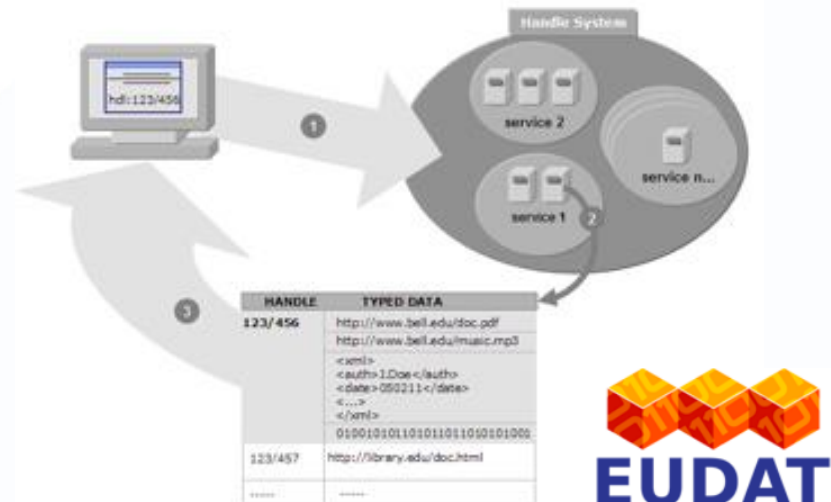 Handle System
hdl:123/456
1
service 2
service n...
service 1
2
3
HANDLE TYPED DATA
123/456 http://www.bell.edu/doc.pdf
http://www.bell.edu/music.mp3
<xml>
<auth>J.Doe</auth>
<date>050211</date>
<...>
</xml>
123/457 http://library.edu/doc.html
..... .....
EUDAT